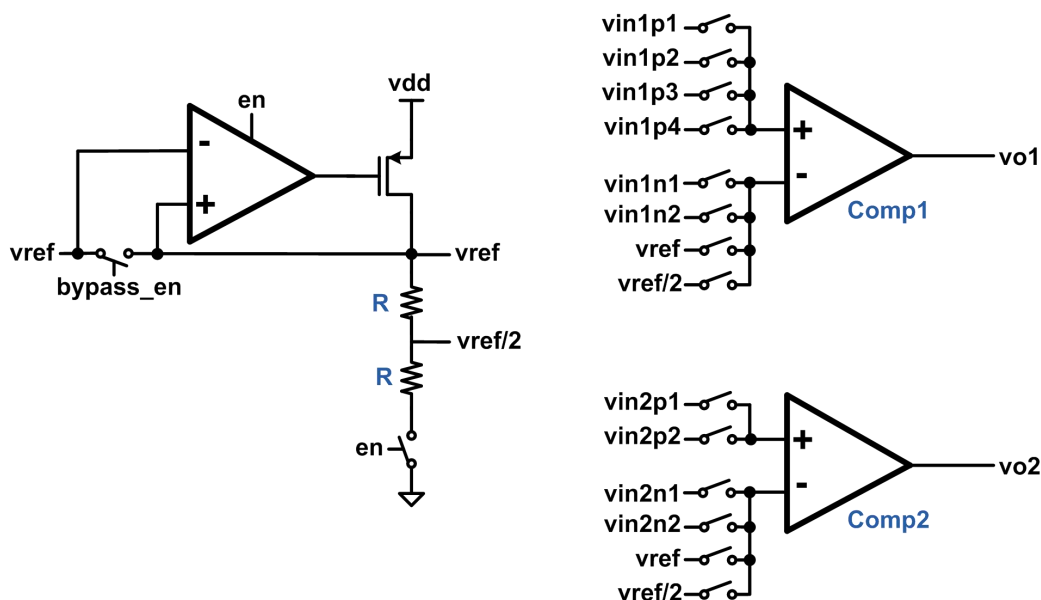 vdd
en
-
+
vref
vref
bypass_en
R
vref/2
R
en
vin1p1
vin1p2
vin1p3
vin1p4
+
-
vo1
vin1n1
vin1n2
Comp1
vref
vref/2
vin2p1
vin2p2
+
-
vo2
vin2n1
vin2n2
Comp2
vref
vref/2